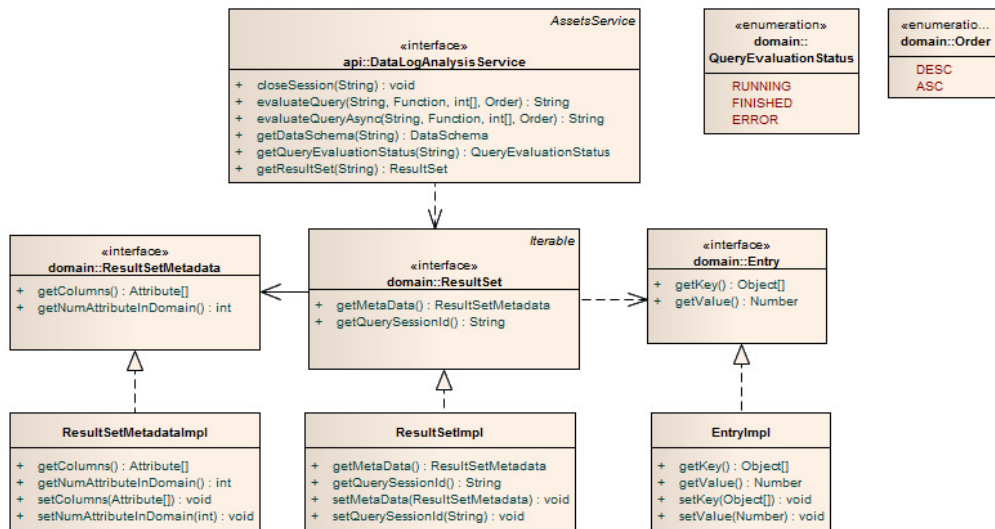 AssetsService
«interface»
api::DataLogAnalysisService
+ closeSession(String) : void
+ evaluateQuery(String, Function, int[], Order) : String
+ evaluateQueryAsync(String, Function, int[], Order) : String
+ getDataSchema(String) : DataSchema
+ getQueryEvaluationStatus(String) : QueryEvaluationStatus
+ getResultSet(String) : ResultSet
«enumeration»
domain::
QueryEvaluationStatus
RUNNING
FINISHED
ERROR
«enumeratio...
domain::Order
DESC
ASC
«interface»
domain::ResultSetMetadata
+ getColumns() : Attribute[]
+ getNumAttributeInDomain() : int
Iterable
«interface»
domain::ResultSet
+ getMetaData() : ResultSetMetadata
+ getQuerySessionId() : String
«interface»
domain::Entry
+ getKey() : Object[]
+ getValue() : Number
ResultSetMetadataImpl
+ getColumns() : Attribute[]
+ getNumAttributeInDomain() : int
+ setColumns(Attribute[]) : void
+ setNumAttributeInDomain(int) : void
ResultSetImpl
+ getMetaData() : ResultSetMetadata
+ getQuerySessionId() : String
+ setMetaData(ResultSetMetadata) : void
+ setQuerySessionId(String) : void
EntryImpl
+ getKey() : Object[]
+ getValue() : Number
+ setKey(Object[]) : void
+ setValue(Number) : void